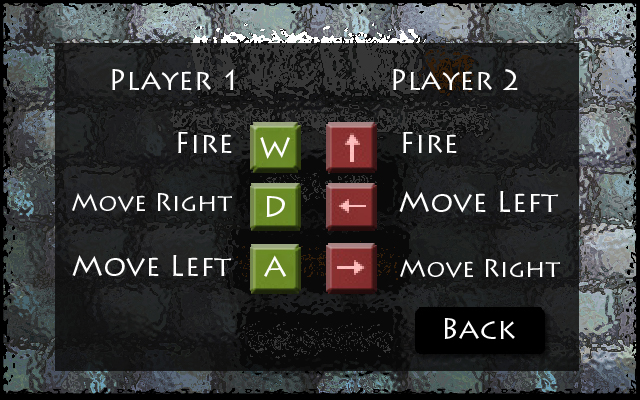 Player 1 Player 2
Fire W ↑ Fire
Move Right D ← Move Left
Move Left A → Move Right
Back